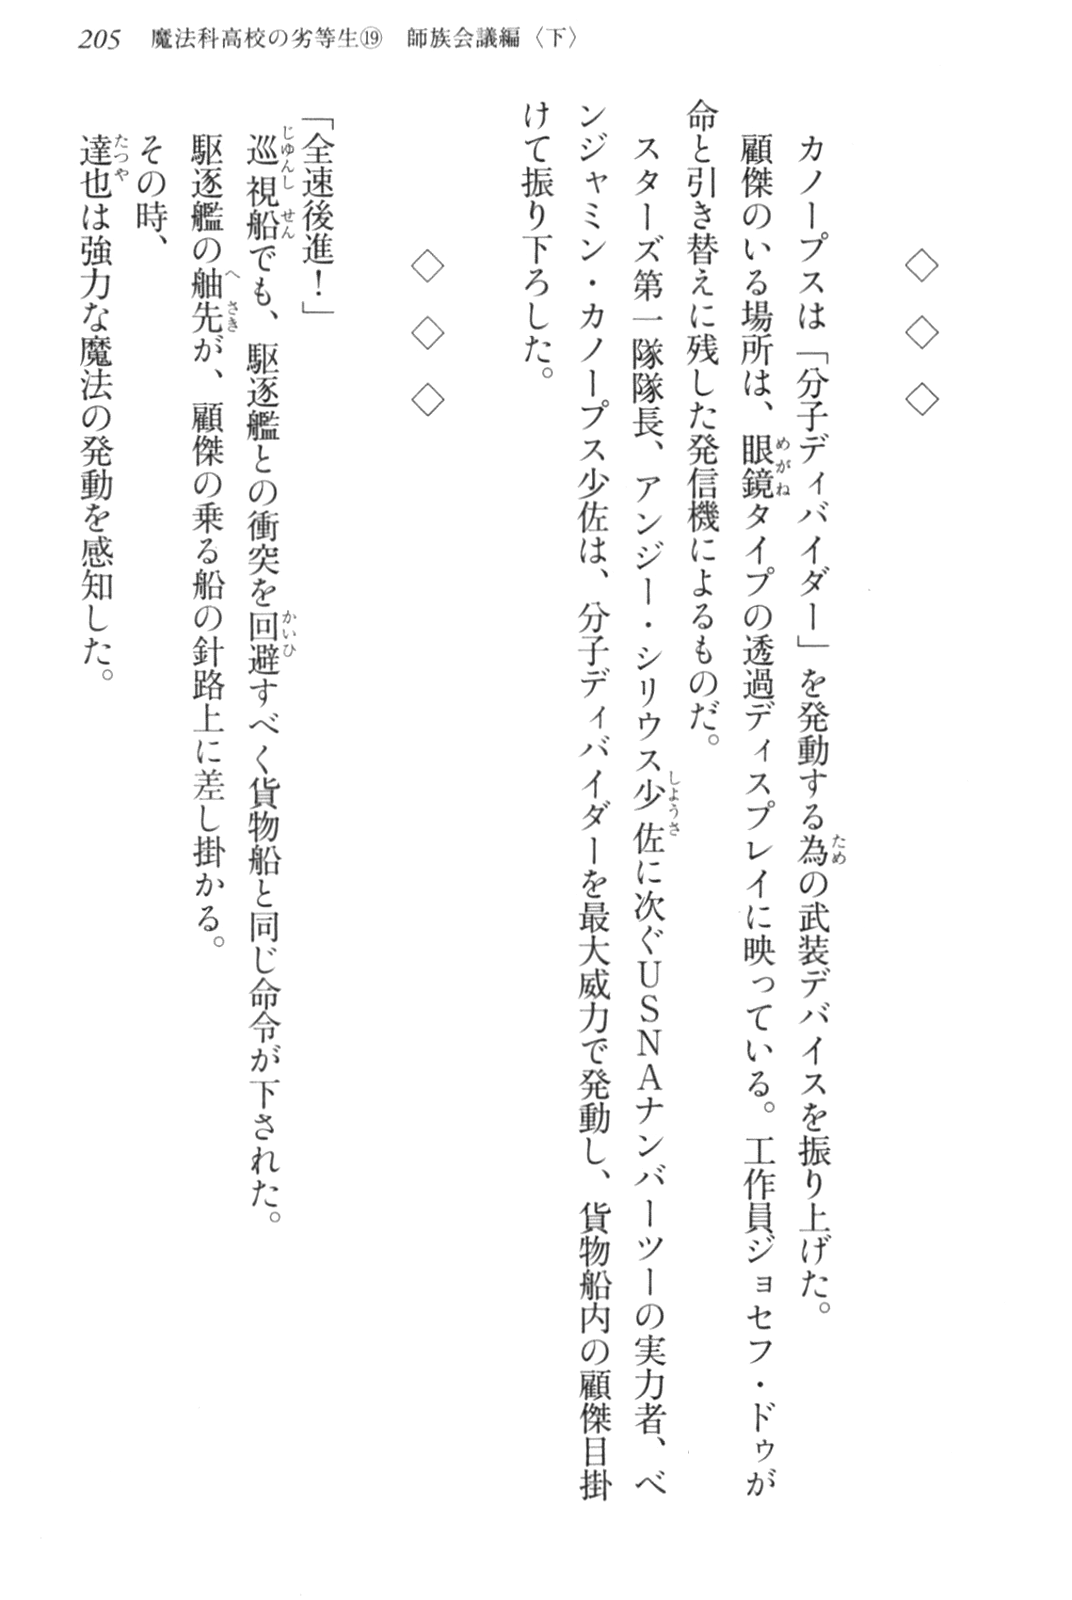 205　魔法科高校の劣等生⑲　師族会議編〈下〉
◇　◇　◇
カノープスは「分子ディバイダー」を発動する為の武装デバイスを振り上げた。
顧傑のいる場所は、眼鏡タイプの透過ディスプレイに映っている。工作員ジョセフ・ドゥが
命と引き替えに残した発信機によるものだ。
スターズ第一隊隊長、アンジー・シリウス少佐に次ぐＵＳＮＡナンバーツーの実力者、ベ
ンジャミン・カノープス少佐は、分子ディバイダーを最大威力で発動し、貨物船内の顧傑目掛
けて振り下ろした。
◇　◇　◇
「全速後進！」
巡視船でも、駆逐艦との衝突を回避すべく貨物船と同じ命令が下された。
駆逐艦の舳先が、顧傑の乗る船の針路上に差し掛かる。
その時、
達也は強力な魔法の発動を感知した。